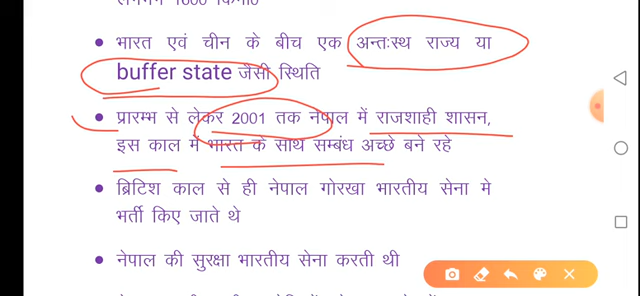 भारत एवं चीन के बीच एक अन्तःस्थ राज्य या
buffer state जैसी स्थिति
प्रारम्भ से लेकर 2001 तक नेपाल में राजशाही शासन,
इस काल में भारत के साथ सम्बंध अच्छे बने रहे
ब्रिटिश काल से ही नेपाल गोरखा भारतीय सेना मे
भर्ती किए जाते थे
नेपाल की सुरक्षा भारतीय सेना करती थी